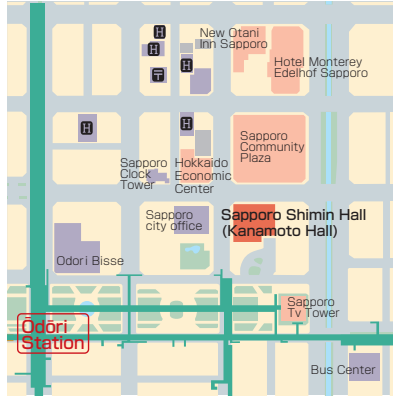 H
New Otani
Inn Sapporo
H
H
〒
Hotel Monterey
Edelhof Sapporo
H
H
Sapporo
Community
Plaza
Sapporo
Clock
Tower
Hokkaido
Economic
Center
Sapporo
city office
Sapporo Shimin Hall
(Kanamoto Hall)
Odori Bisse
Sapporo
Tv Tower
Odōri
Station
Bus Center